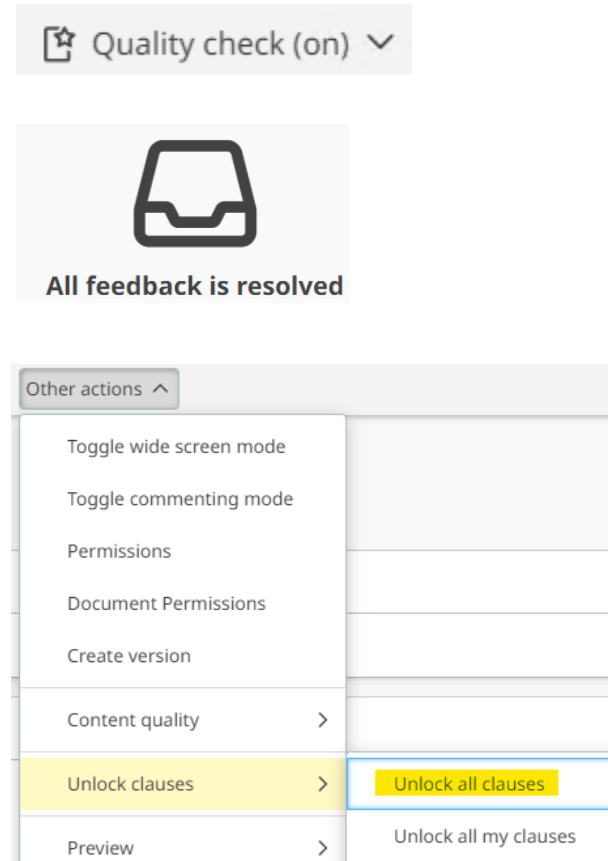 Quality check (on)
All feedback is resolved
Other actions
Toggle wide screen mode
Toggle commenting mode
Permissions
Document Permissions
Create version
Content quality
Unlock clauses
Unlock all clauses
Unlock all my clauses
Preview